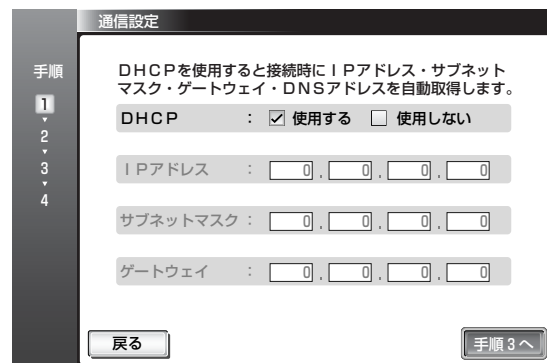 通信設定
手順
1
2
3
4
DHCPを使用すると接続時にIPアドレス・サブネット
マスク・ゲートウェイ・DNSアドレスを自動取得します。
DHCP : 使用する 使用しない
IPアドレス : 0 . 0 . 0 . 0
サブネットマスク : 0 . 0 . 0 . 0
ゲートウェイ : 0 . 0 . 0 . 0
戻る
手順3へ